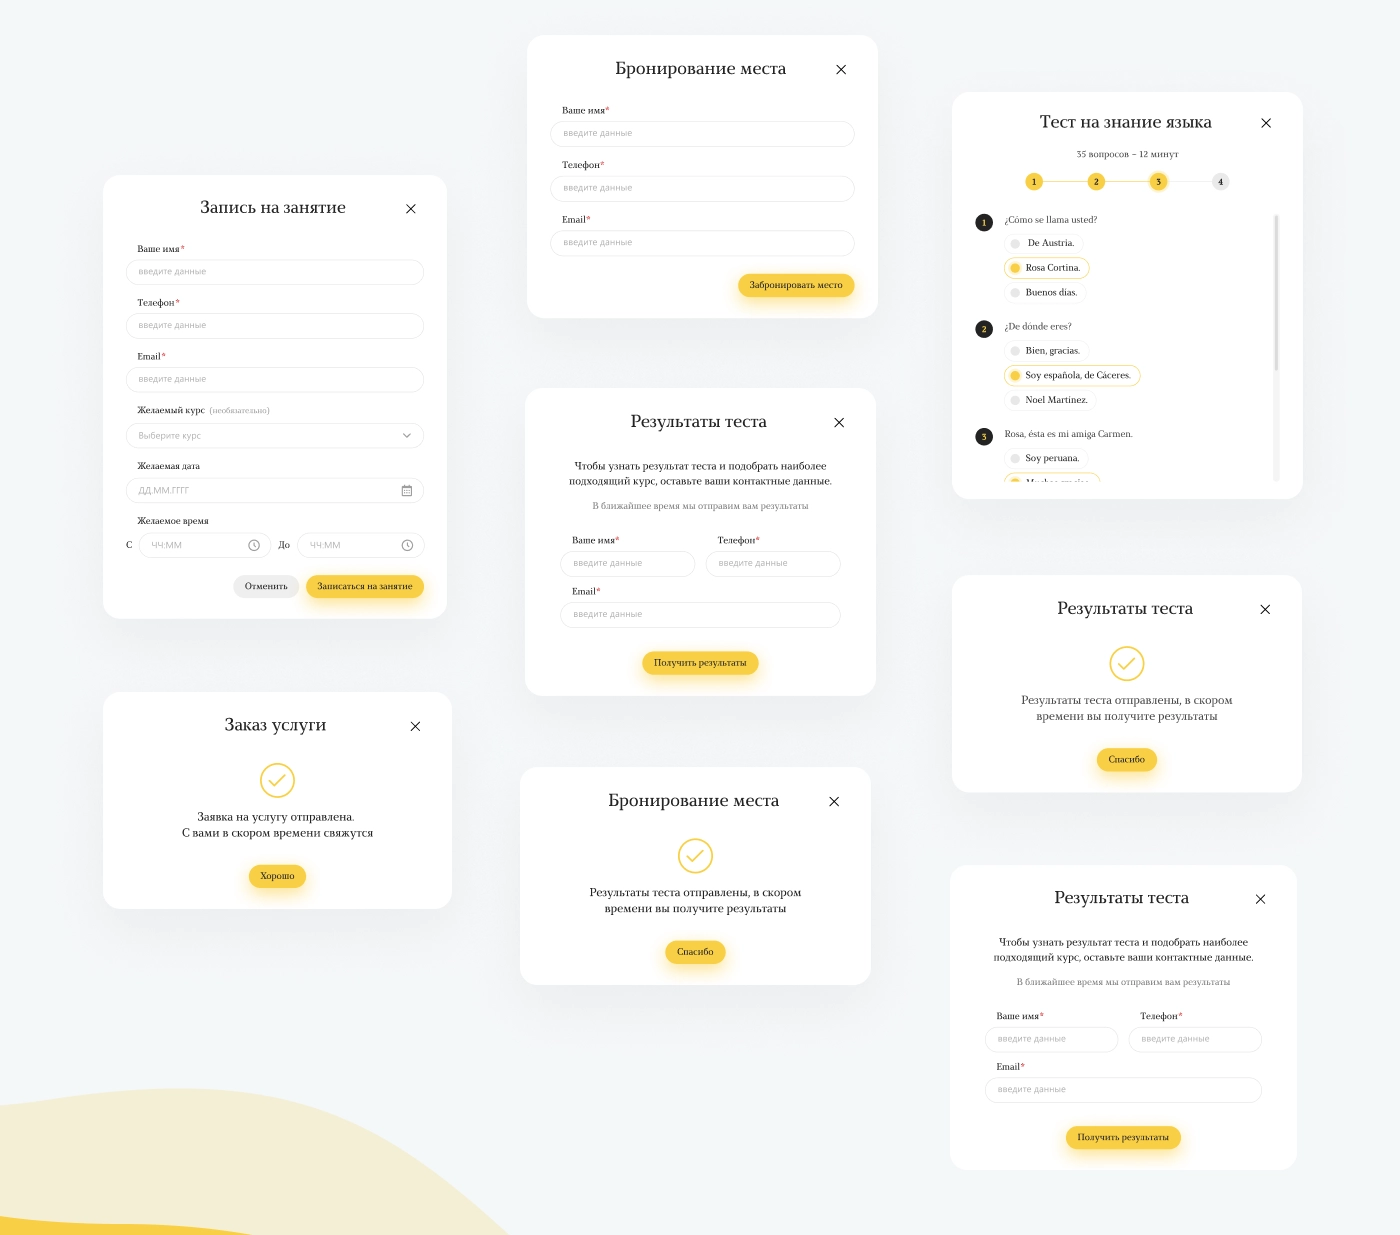 Запись на занятие
Ваше имя*
введите данные
Телефон*
введите данные
Email*
введите данные
Желаемый курс (необязательно)
Выберите курс
Желаемая дата
ДД.ММ.ГГГГ
Желаемое время
С ЧЧ:ММ До ЧЧ:ММ
Отменить Записаться на занятие
Заказ услуги
Заявка на услугу отправлена.
С вами в скором времени свяжутся
Хорошо
Бронирование места
Ваше имя*
введите данные
Телефон*
введите данные
Email*
введите данные
Забронировать место
Результаты теста
Чтобы узнать результат теста и подобрать наиболее
подходящий курс, оставьте ваши контактные данные.
В ближайшее время мы отправим вам результаты
Ваше имя* Телефон*
введите данные введите данные
Email*
введите данные
Получить результаты
Бронирование места
Результаты теста отправлены, в скором
времени вы получите результаты
Спасибо
Тест на знание языка
35 вопросов – 12 минут
1 2 3 4
1 ¿Cómo se llama usted?
De Austria.
Rosa Cortina.
Buenos días.
2 ¿De dónde eres?
Bien, gracias.
Soy española, de Cáceres.
Noel Martínez.
3 Rosa, ésta es mi amiga Carmen.
Soy peruana.
Результаты теста
Результаты теста отправлены, в скором
времени вы получите результаты
Спасибо
Результаты теста
Чтобы узнать результат теста и подобрать наиболее
подходящий курс, оставьте ваши контактные данные.
В ближайшее время мы отправим вам результаты
Ваше имя* Телефон*
введите данные введите данные
Email*
введите данные
Получить результаты